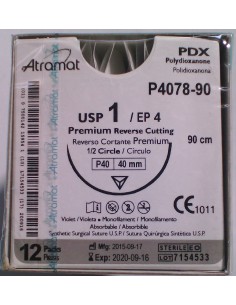 Atramat
PDX
Polydioxanone
Polidioxanona
P4078-90
USP 1 / EP 4
Premium Reverse Cutting
Reverso Cortante Premium
1/2 Circle / Círculo
90 cm
P40 40 mm
CE 1011
Violet / Violeta Monofilament / Monofilamento
Absorbable / Absorbible
Synthetic Surgical Suture U.S.P / Sutura Quirúrgica Sintética U.S.P
12 Packs
Mfg: 2015-09-17
Exp: 2020-09-16
STERILE EO
LOT 7154533